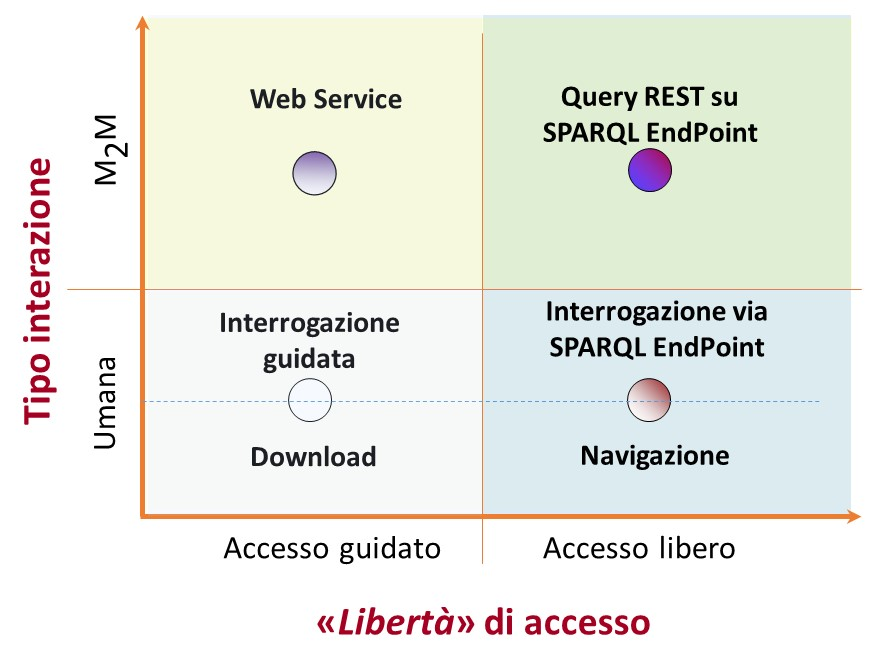 Web Service
Query REST su
SPARQL EndPoint
M2M
Tipo interazione
Interrogazione
guidata
Interrogazione via
SPARQL EndPoint
Umana
Download
Navigazione
Accesso guidato
Accesso libero
«Libertà» di accesso